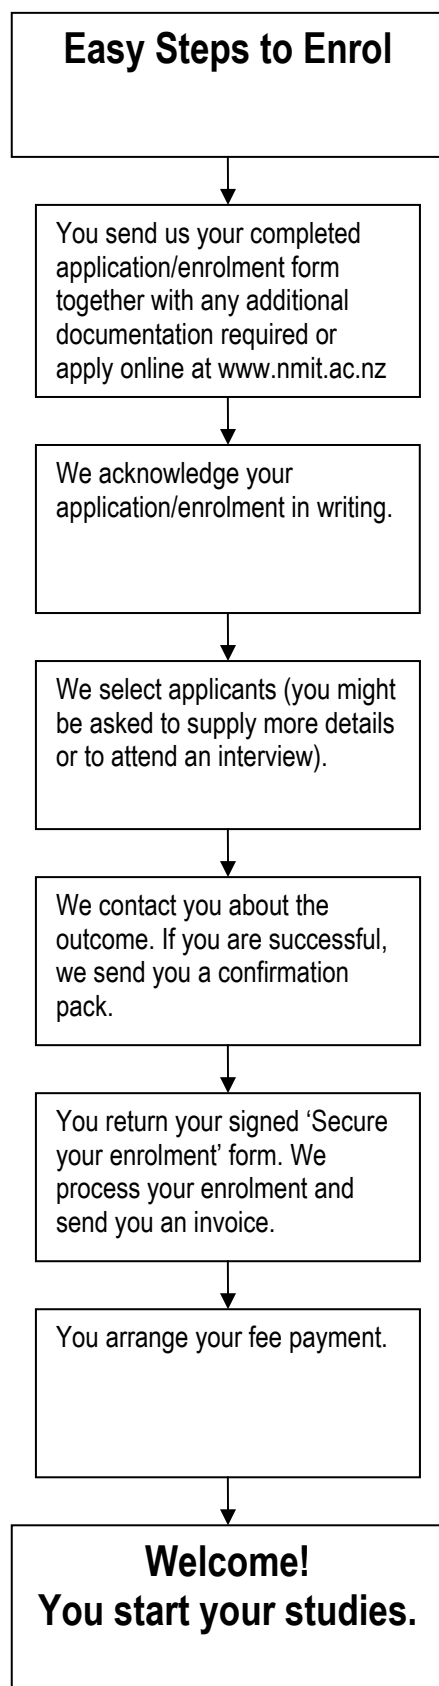 Easy Steps to Enrol
You send us your completed
application/enrolment form
together with any additional
documentation required or
apply online at www.nmit.ac.nz
We acknowledge your
application/enrolment in writing.
We select applicants (you might
be asked to supply more details
or to attend an interview).
We contact you about the
outcome. If you are successful,
we send you a confirmation
pack.
You return your signed ‘Secure
your enrolment’ form. We
process your enrolment and
send you an invoice.
You arrange your fee payment.
Welcome!
You start your studies.